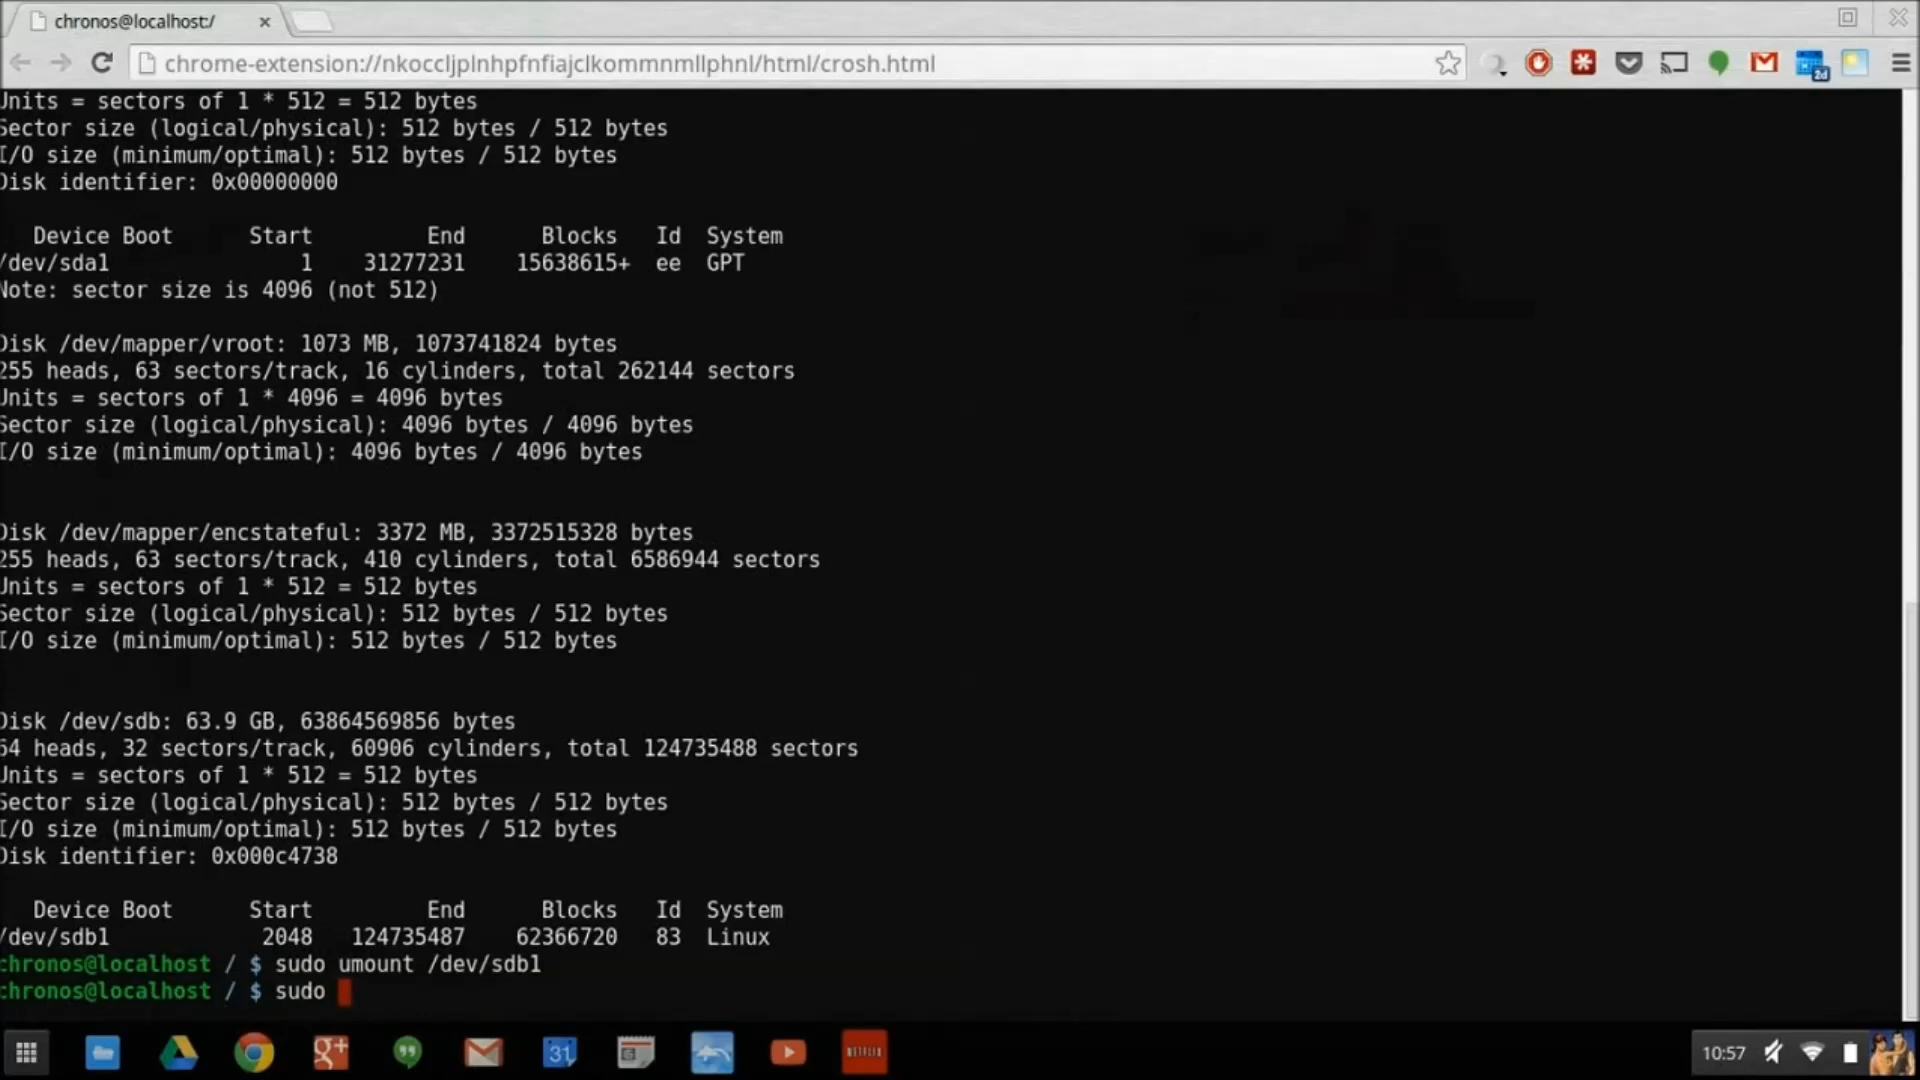 chronos@localhost:/
chrome-extension://nkoccljplnhpfnfiajclkommnmllphnl/html/crosh.html
Units = sectors of 1 * 512 = 512 bytes
Sector size (logical/physical): 512 bytes / 512 bytes
I/O size (minimum/optimal): 512 bytes / 512 bytes
Disk identifier: 0x00000000
Device Boot Start End Blocks Id System
/dev/sda1 1 31277231 15638615+ ee GPT
Note: sector size is 4096 (not 512)
Disk /dev/mapper/vroot: 1073 MB, 1073741824 bytes
255 heads, 63 sectors/track, 16 cylinders, total 262144 sectors
Units = sectors of 1 * 4096 = 4096 bytes
Sector size (logical/physical): 4096 bytes / 4096 bytes
I/O size (minimum/optimal): 4096 bytes / 4096 bytes
Disk /dev/mapper/encstateful: 3372 MB, 3372515328 bytes
255 heads, 63 sectors/track, 410 cylinders, total 6586944 sectors
Units = sectors of 1 * 512 = 512 bytes
Sector size (logical/physical): 512 bytes / 512 bytes
I/O size (minimum/optimal): 512 bytes / 512 bytes
Disk /dev/sdb: 63.9 GB, 63864569856 bytes
64 heads, 32 sectors/track, 60906 cylinders, total 124735488 sectors
Units = sectors of 1 * 512 = 512 bytes
Sector size (logical/physical): 512 bytes / 512 bytes
I/O size (minimum/optimal): 512 bytes / 512 bytes
Disk identifier: 0x000c4738
Device Boot Start End Blocks Id System
/dev/sdb1 2048 124735487 62366720 83 Linux
chronos@localhost / $ sudo umount /dev/sdb1
chronos@localhost / $ sudo
g+ 31 NETFLIX 10:57